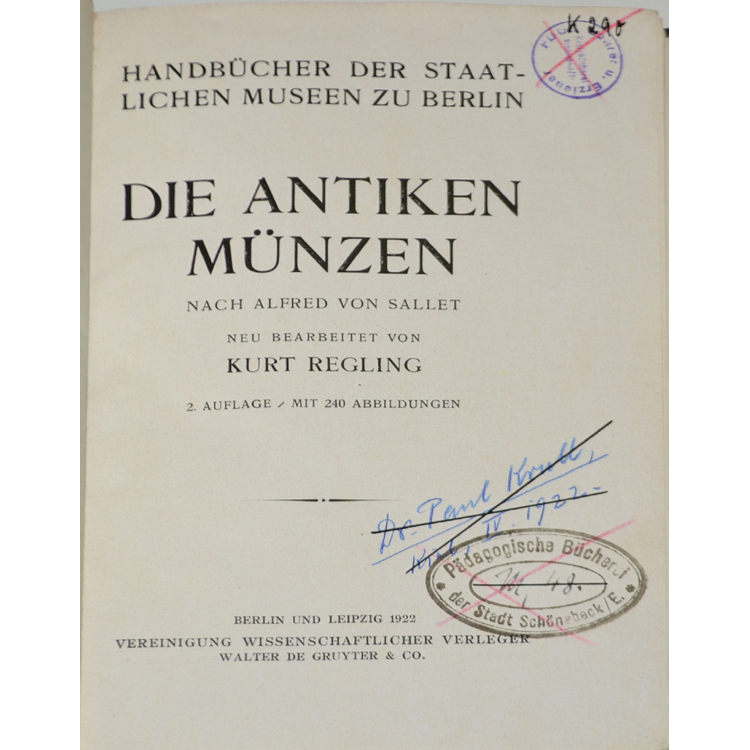 K 298
HANDBÜCHER DER STAAT-
LICHEN MUSEEN ZU BERLIN
DIE ANTIKEN
MÜNZEN
NACH ALFRED VON SALLET
NEU BEARBEITET VON
KURT REGLING
2. AUFLAGE / MIT 240 ABBILDUNGEN
Dr. Paul Krull,
IV. 1922.-
Pädagogische Bücherei
M, 48.
der Stadt Schönebeck/E.
BERLIN UND LEIPZIG 1922
VEREINIGUNG WISSENSCHAFTLICHER VERLEGER
WALTER DE GRUYTER & CO.